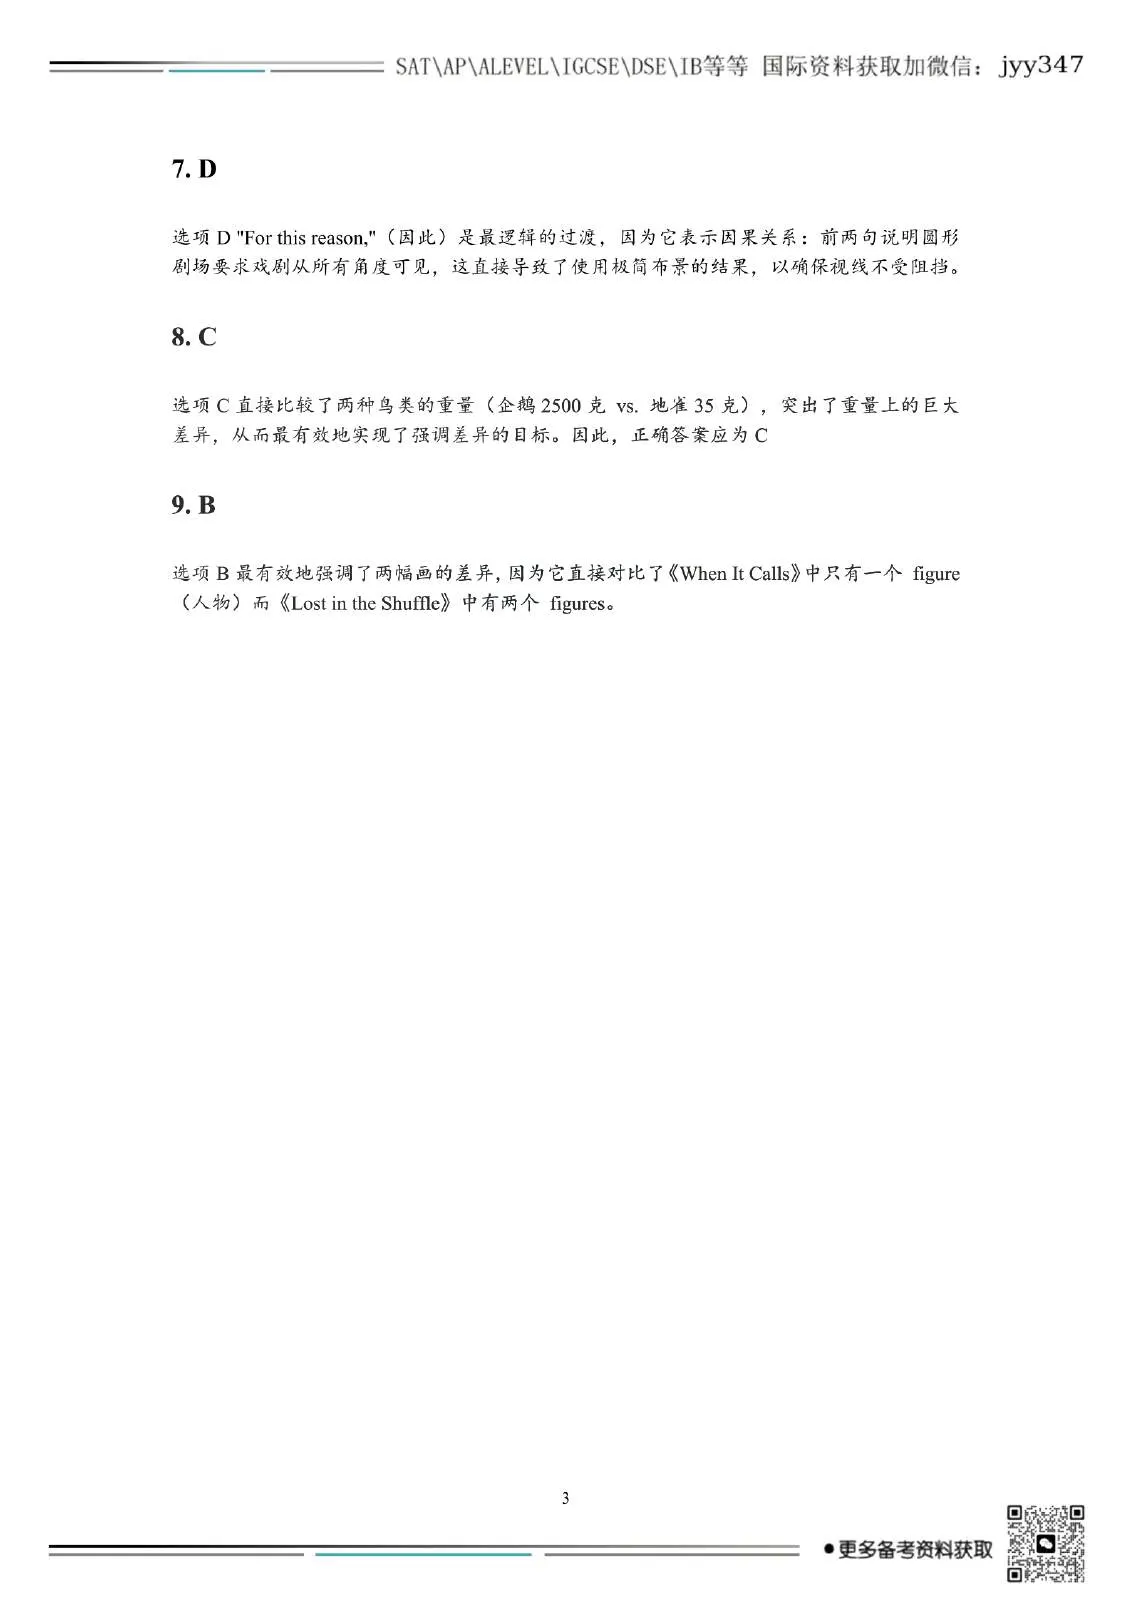 SAT\AP\ALEVEL\IGCSE\DSE\IB等等 国际资料获取加微信：jyy347
7. D
选项 D "For this reason,"（因此）是最逻辑的过渡，因为它表示因果关系：前两句说明圆形
剧场要求戏剧从所有角度可见，这直接导致了使用极简布景的结果，以确保视线不受阻挡。
8. C
选项 C 直接比较了两种鸟类的重量（企鹅 2500 克 vs. 地雀 35 克），突出了重量上的巨大
差异，从而最有效地实现了强调差异的目标。因此，正确答案应为 C
9. B
选项 B 最有效地强调了两幅画的差异，因为它直接对比了《When It Calls》中只有一个 figure
（人物）而《Lost in the Shuffle》中有两个 figures。
3
●更多备考资料获取